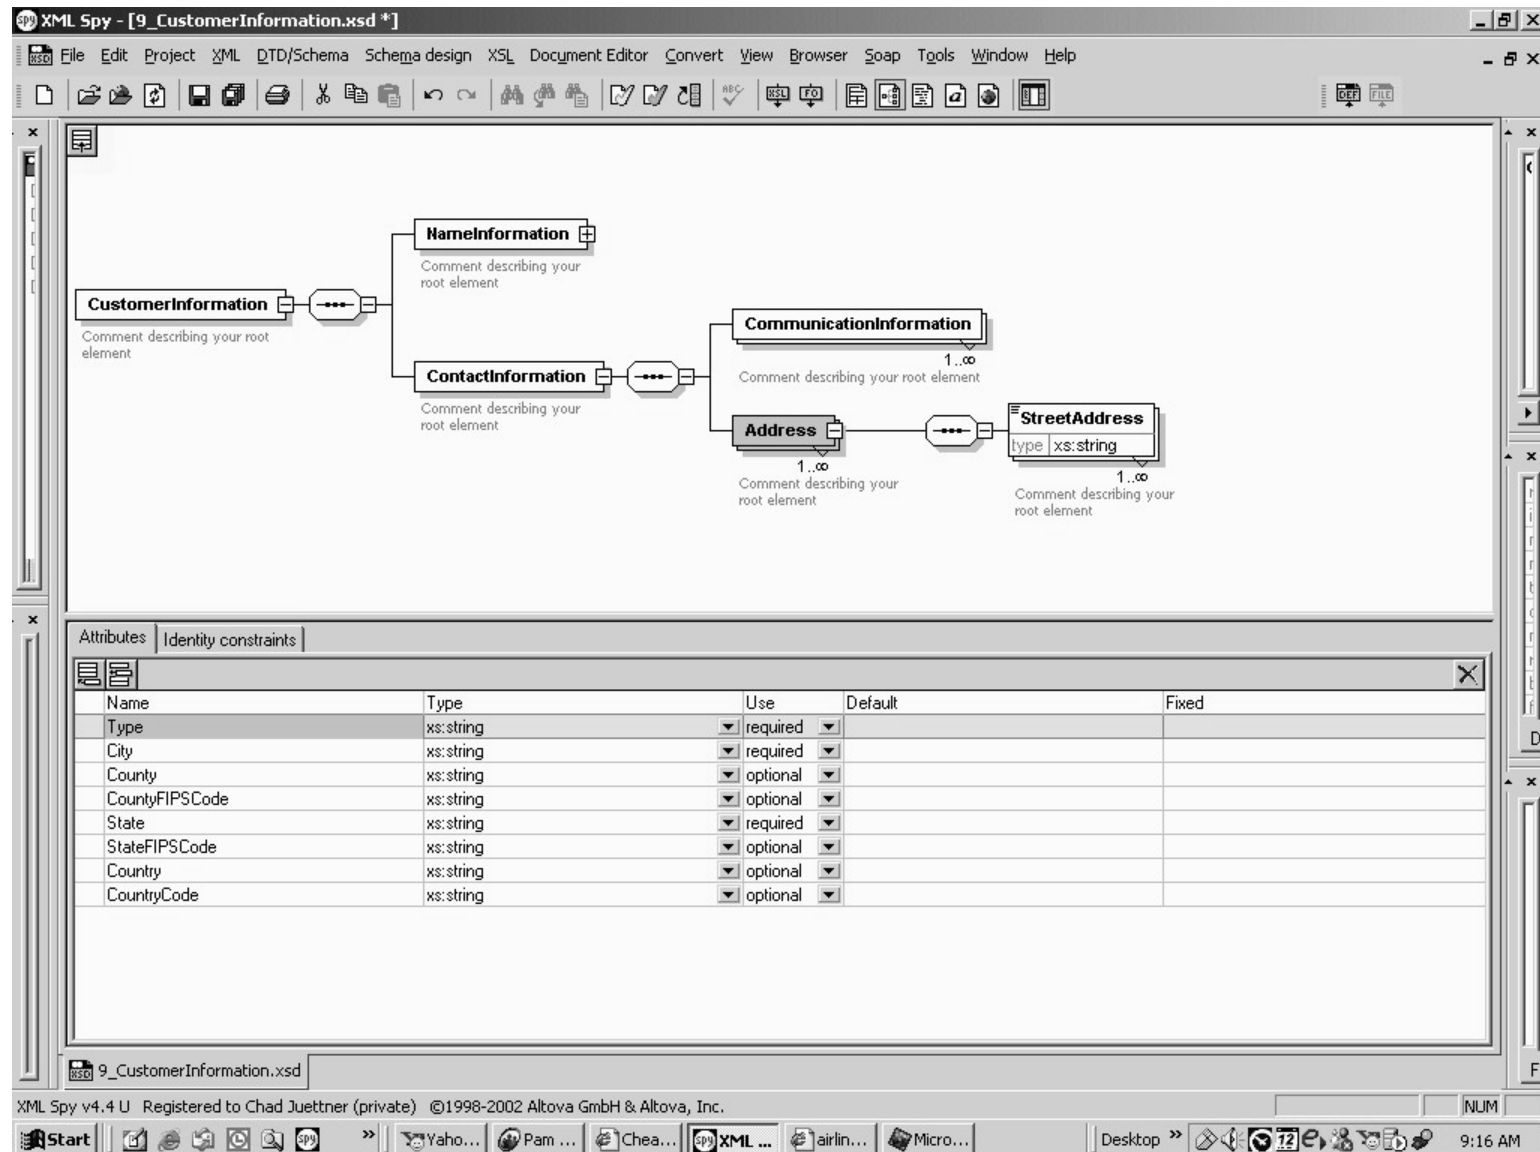 XML Spy - [9_CustomerInformation.xsd *]
File Edit Project XML DTD/Schema Schema design XSL Document Editor Convert View Browser Soap Tools Window Help
NameInformation
Comment describing your
root element
CustomerInformation
Comment describing your root
element
CommunicationInformation
1..∞
Comment describing your root element
ContactInformation
Comment describing your
root element
Address
1..∞
Comment describing your
root element
StreetAddress
type xs:string
1..∞
Comment describing your
root element
Attributes Identity constraints
Name Type Use Default Fixed
Type xs:string required
City xs:string required
County xs:string optional
CountyFIPSCode xs:string optional
State xs:string required
StateFIPSCode xs:string optional
Country xs:string optional
CountryCode xs:string optional
9_CustomerInformation.xsd
XML Spy v4.4 U Registered to Chad Juettner (private) ©1998-2002 Altova GmbH & Altova, Inc. NUM
Start Yaho... Pam ... Chea... XML ... airlin... Micro... Desktop » 12 9:16 AM